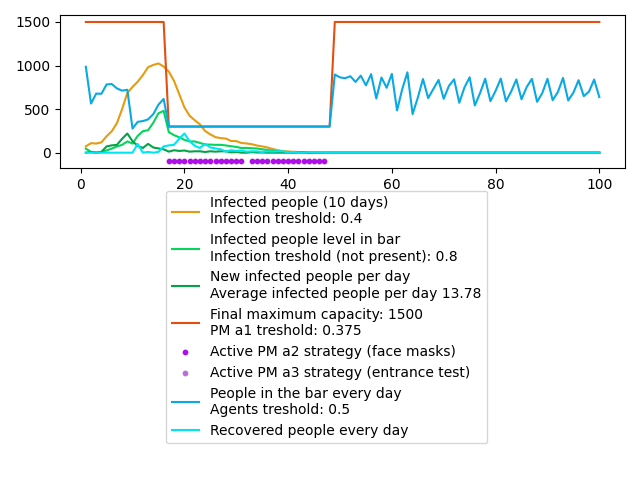 1500
1000
500
0
0 20 40 60 80 100
Infected people (10 days)
Infection treshold: 0.4
Infected people level in bar
Infection treshold (not present): 0.8
New infected people per day
Average infected people per day 13.78
Final maximum capacity: 1500
PM a1 treshold: 0.375
Active PM a2 strategy (face masks)
Active PM a3 strategy (entrance test)
People in the bar every day
Agents treshold: 0.5
Recovered people every day